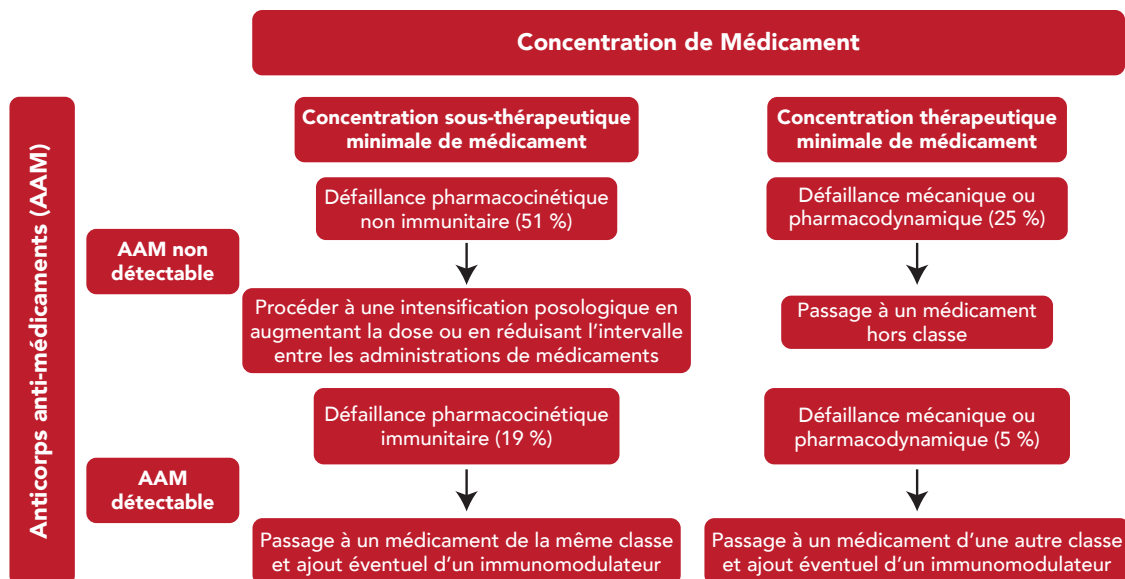 Concentration de Médicament
Anticorps anti-médicaments (AAM)
Concentration sous-thérapeutique
minimale de médicament
Concentration thérapeutique
minimale de médicament
AAM non
détectable
Défaillance pharmacocinétique
non immunitaire (51 %)
Défaillance mécanique ou
pharmacodynamique (25 %)
Procéder à une intensification posologique en
augmentant la dose ou en réduisant l’intervalle
entre les administrations de médicaments
Passage à un médicament
hors classe
AAM
détectable
Défaillance pharmacocinétique
immunitaire (19 %)
Défaillance mécanique ou
pharmacodynamique (5 %)
Passage à un médicament de la même classe
et ajout éventuel d’un immunomodulateur
Passage à un médicament d’une autre classe
et ajout éventuel d’un immunomodulateur